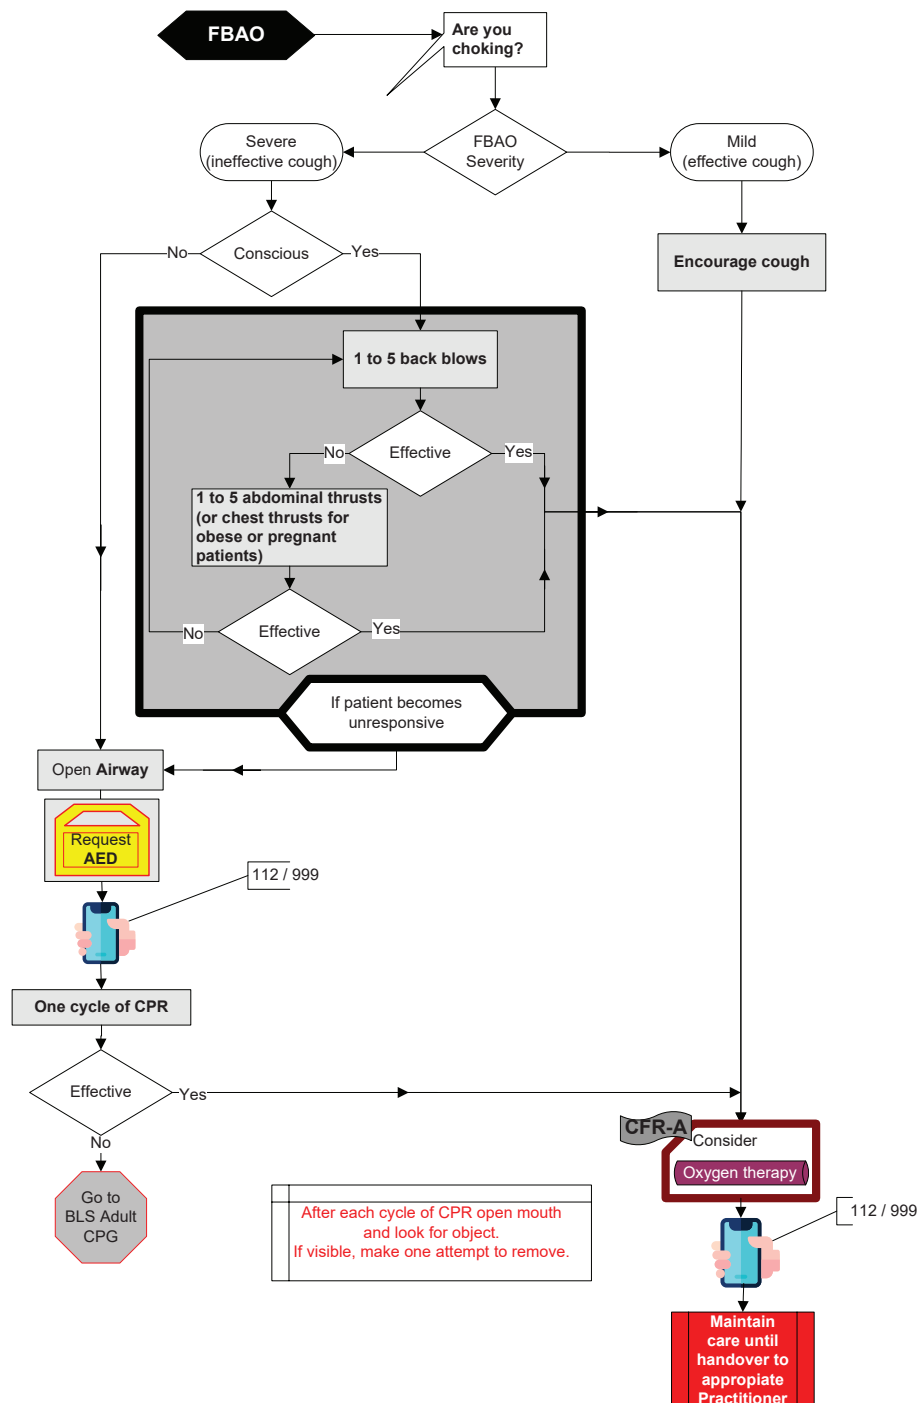 FBAO
Are you
choking?
Severe
(ineffective cough)
FBAO
Severity
Mild
(effective cough)
No
Conscious
Yes
Encourage cough
1 to 5 back blows
No
Effective
Yes
1 to 5 abdominal thrusts
(or chest thrusts for
obese or pregnant
patients)
No
Effective
Yes
If patient becomes
unresponsive
Open Airway
Request
AED
112 / 999
One cycle of CPR
Effective
Yes
No
CFR-A
Consider
Oxygen therapy
Go to
BLS Adult
CPG
After each cycle of CPR open mouth
and look for object.
If visible, make one attempt to remove.
112 / 999
Maintain
care until
handover to
appropiate
Practitioner